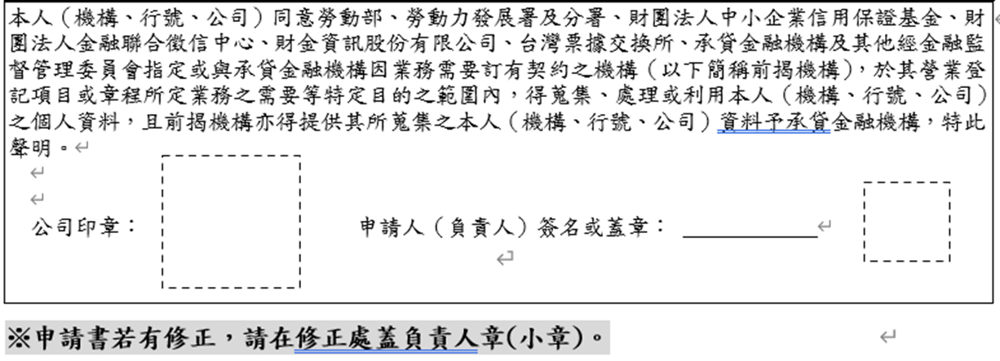 本人（機構、行號、公司）同意勞動部、勞動力發展署及分署、財團法人中小企業信用保證基金、財
團法人金融聯合徵信中心、財金資訊股份有限公司、台灣票據交換所、承貸金融機構及其他經金融監
督管理委員會指定或與承貸金融機構因業務需要訂有契約之機構（以下簡稱前揭機構），於其營業登
記項目或章程所定業務之需要等特定目的之範圍內，得蒐集、處理或利用本人（機構、行號、公司）
之個人資料，且前揭機構亦得提供其所蒐集之本人（機構、行號、公司）資料予承貸金融機構，特此
聲明。
公司印章：
申請人（負責人）簽名或蓋章：
※申請書若有修正，請在修正處蓋負責人章(小章)。